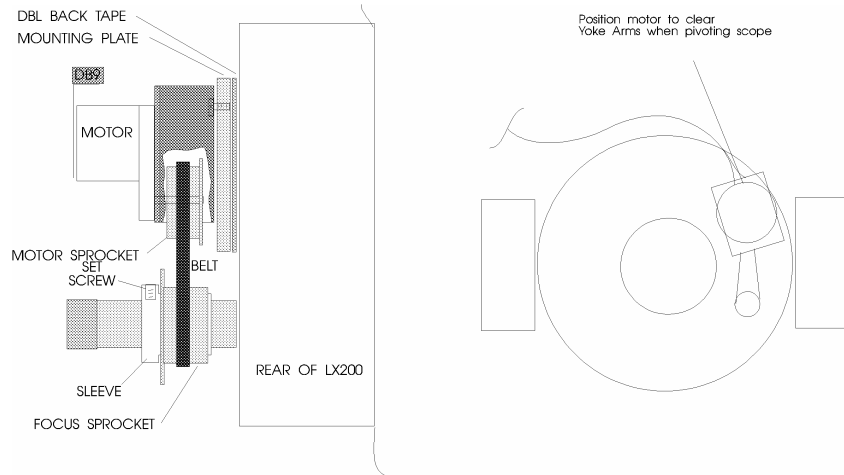 DBL BACK TAPE
MOUNTING PLATE
DB9
MOTOR
MOTOR SPROCKET
SET
SCREW
BELT
SLEEVE
FOCUS SPROCKET
REAR OF LX200
Position motor to clear
Yoke Arms when pivoting scope